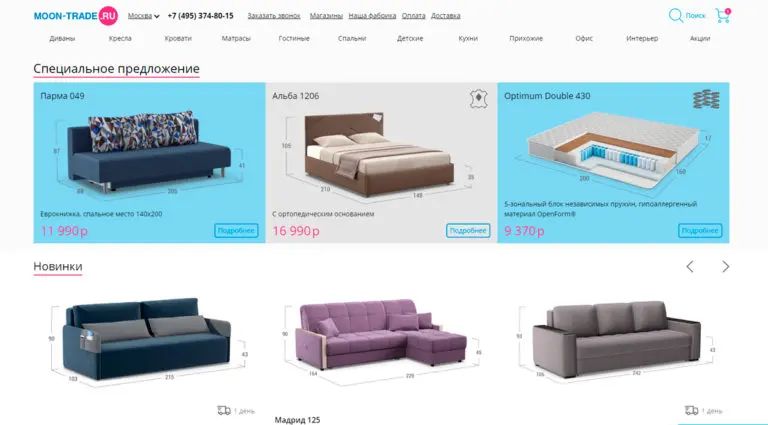 MOON-TRADE.RU Москва +7 (495) 374-80-15 Заказать звонок Магазины Наша фабрика Оплата Доставка Поиск
Диваны Кресла Кровати Матрасы Гостиные Спальни Детские Кухни Прихожие Офис Интерьер Акции
Специальное предложение
Парма 049 Альба 1206 Optimum Double 430
87 41 88 205
105 35 210 148
17 200 160
Еврокнижка, спальное место 140х200
С ортопедическим основанием
5-зональный блок независимых пружин, гипоаллергенный
материал OpenForm®
11 990 р Подробнее 16 990 р Подробнее 9 370 р Подробнее
Новинки
90 43 103 215
90 45 164 225
93 42 106 242
1 день 1 день
Мадрид 125